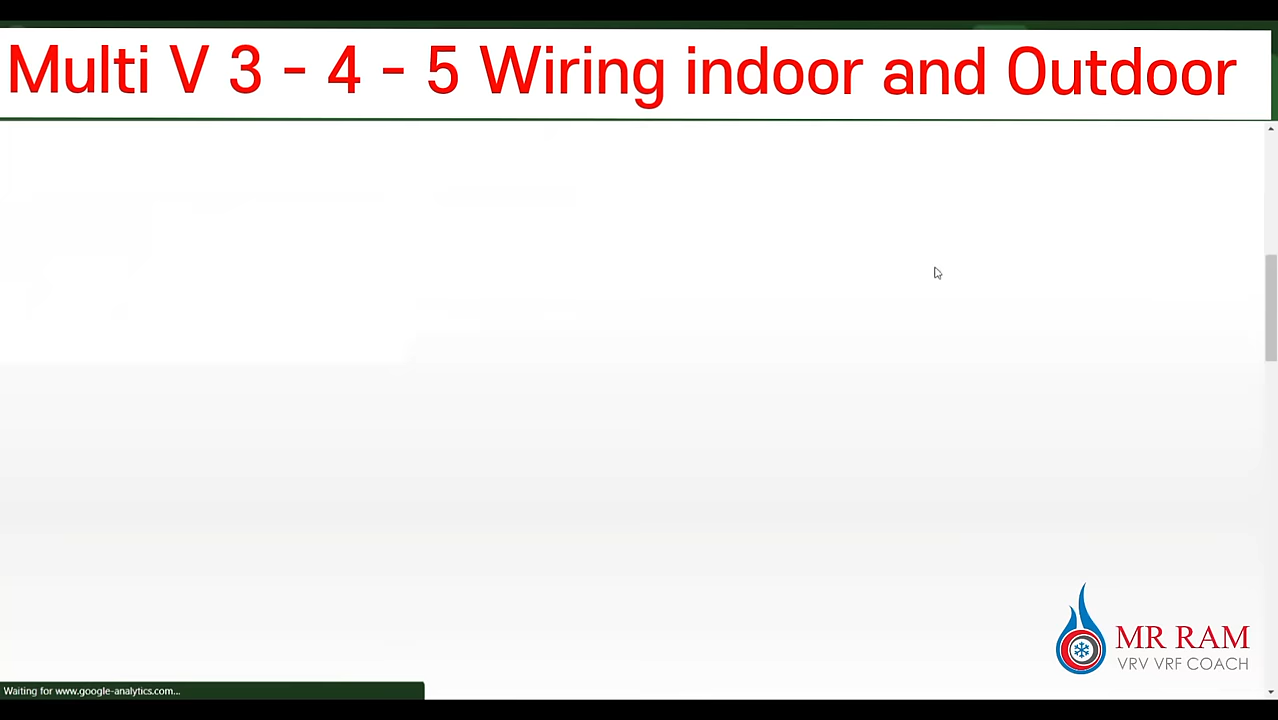 Multi V 3 - 4 - 5 Wiring indoor and Outdoor
MR RAM
VRV VRF COACH
Waiting for www.google-analytics.com...